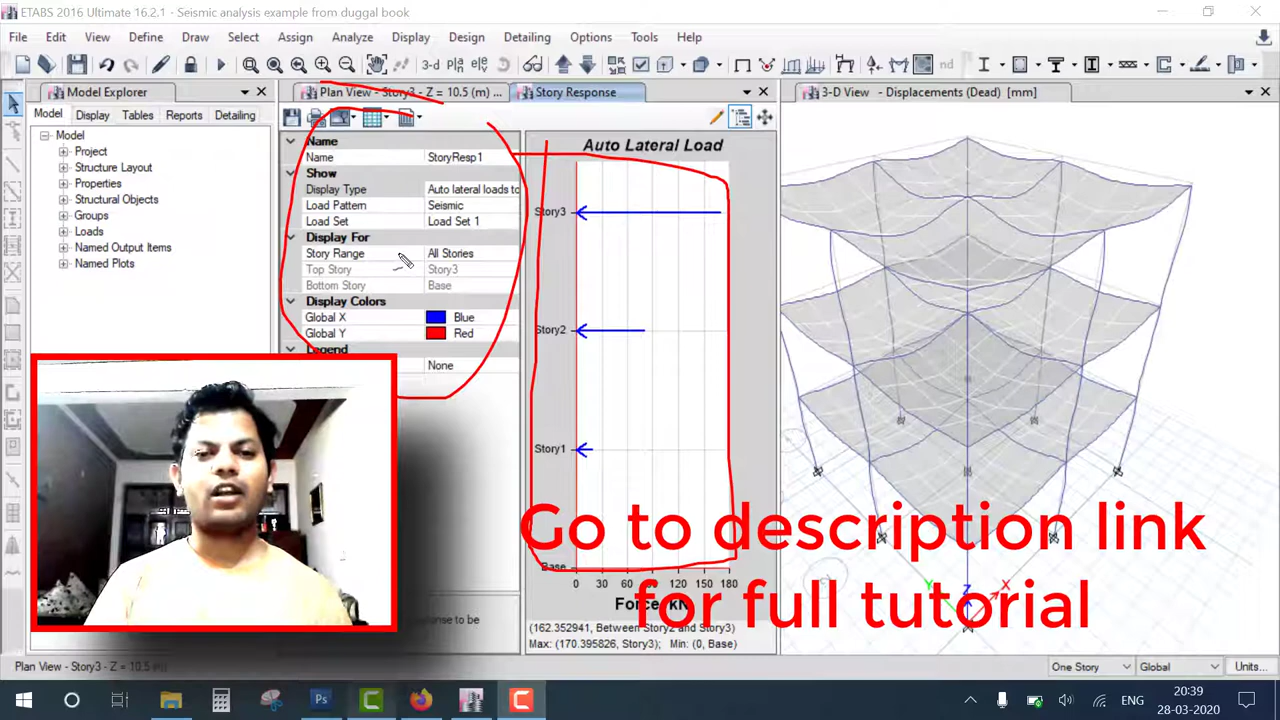 ETABS 2016 Ultimate 16.2.1 - Seismic analysis example from duggal book
File Edit View Define Draw Select Assign Analyze Display Design Detailing Options Tools Help
3-d nd
Model Explorer
Plan View - Story3 - Z = 10.5 (m) ...
Story Response
3-D View - Displacements (Dead) [mm]
Model Display Tables Reports Detailing
Model
Project
Structure Layout
Properties
Structural Objects
Groups
Loads
Named Output Items
Named Plots
Name
Name StoryResp1
Show
Display Type Auto lateral loads to
Load Pattern Seismic
Load Set Load Set 1
Display For
Story Range All Stories
Top Story Story3
Bottom Story Base
Display Colors
Global X Blue
Global Y Red
Legend
None
Auto Lateral Load
Story3
Story2
Story1
Base
0 30 60 90 120 150 180
Force, kN
(162.352941, Between Story2 and Story3)
Max: (170.395826, Story3); Min: (0, Base)
Y Z X
Go to description link
for full tutorial
Plan View - Story3 - Z = 10.5 (m)
One Story Global Units...
Ps
ENG
20:39
28-03-2020